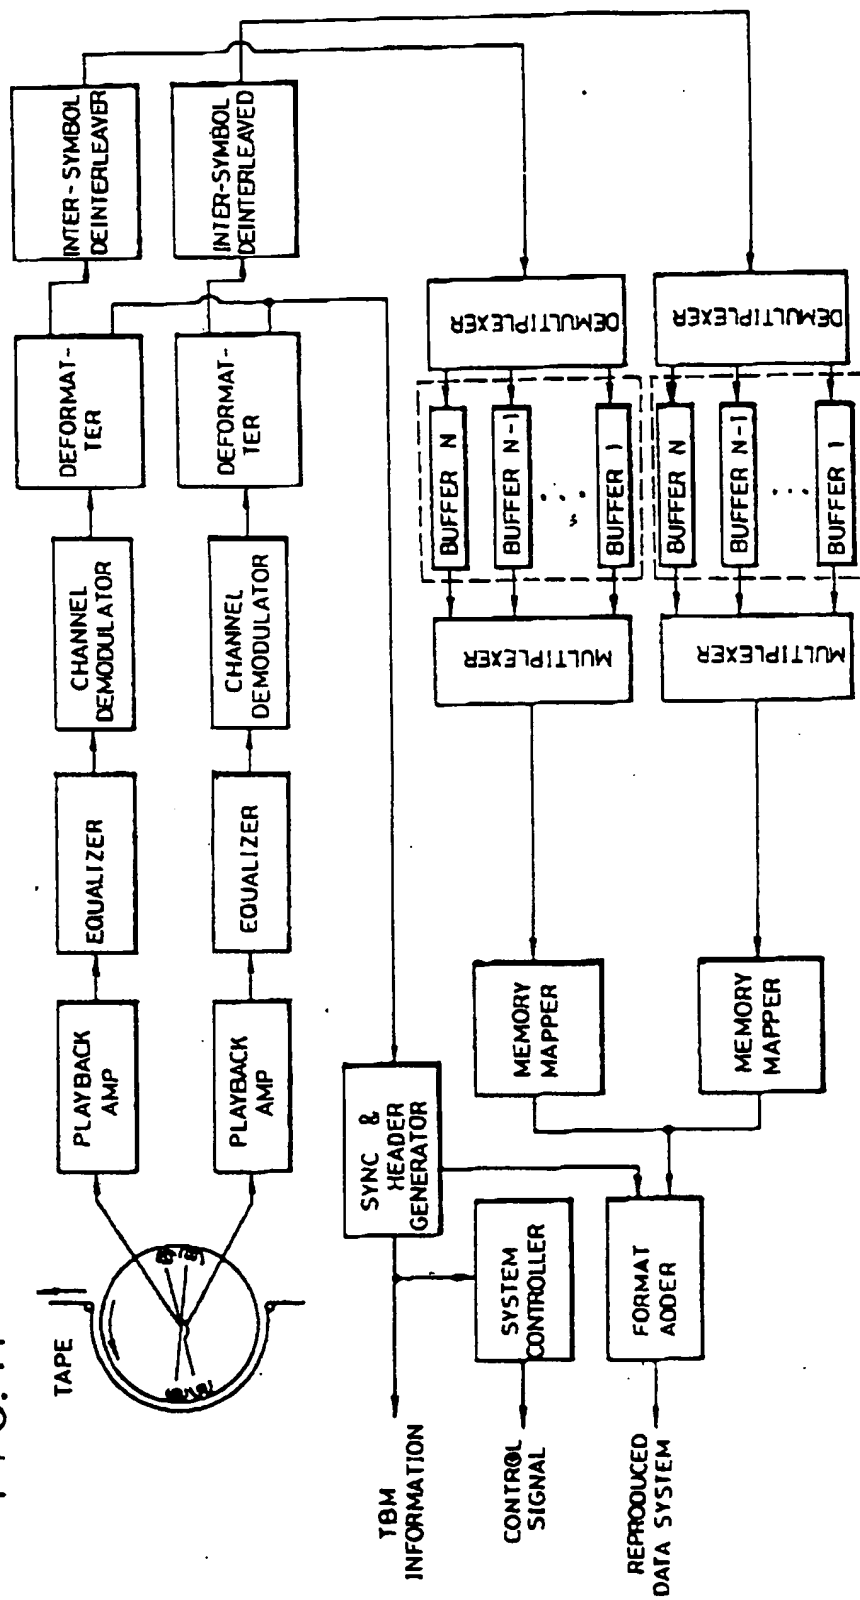 TAPE
PLAYBACK
AMP
EQUALIZER
CHANNEL
DEMODULATOR
DEFORMAT-
TER
INTER-SYMBOL
DEINTERLEAVER
PLAYBACK
AMP
EQUALIZER
CHANNEL
DEMODULATOR
DEFORMAT-
TER
INTER-SYMBOL
DEINTERLEAVED
SYNC &
HEADER
GENERATOR
TBM
INFORMATION
SYSTEM
CONTROLLER
CONTROL
SIGNAL
FORMAT
ADDER
REPRODUCED
DATA SYSTEM
MEMORY
MAPPER
MULTIPLEXER
BUFFER N
BUFFER N-1
...
BUFFER 1
DEMULTIPLEXER
MEMORY
MAPPER
MULTIPLEXER
BUFFER N
BUFFER N-1
...
BUFFER 1
DEMULTIPLEXER